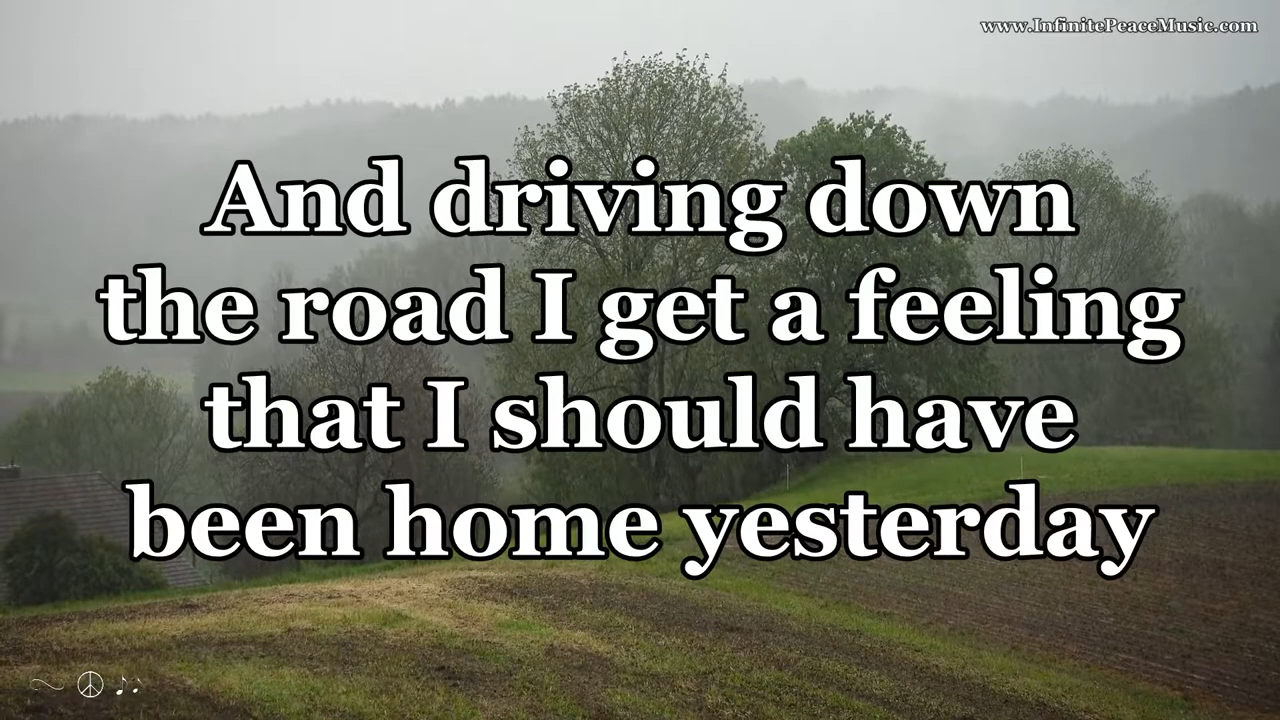 www.InfinitePeaceMusic.com
And driving down
the road I get a feeling
that I should have
been home yesterday